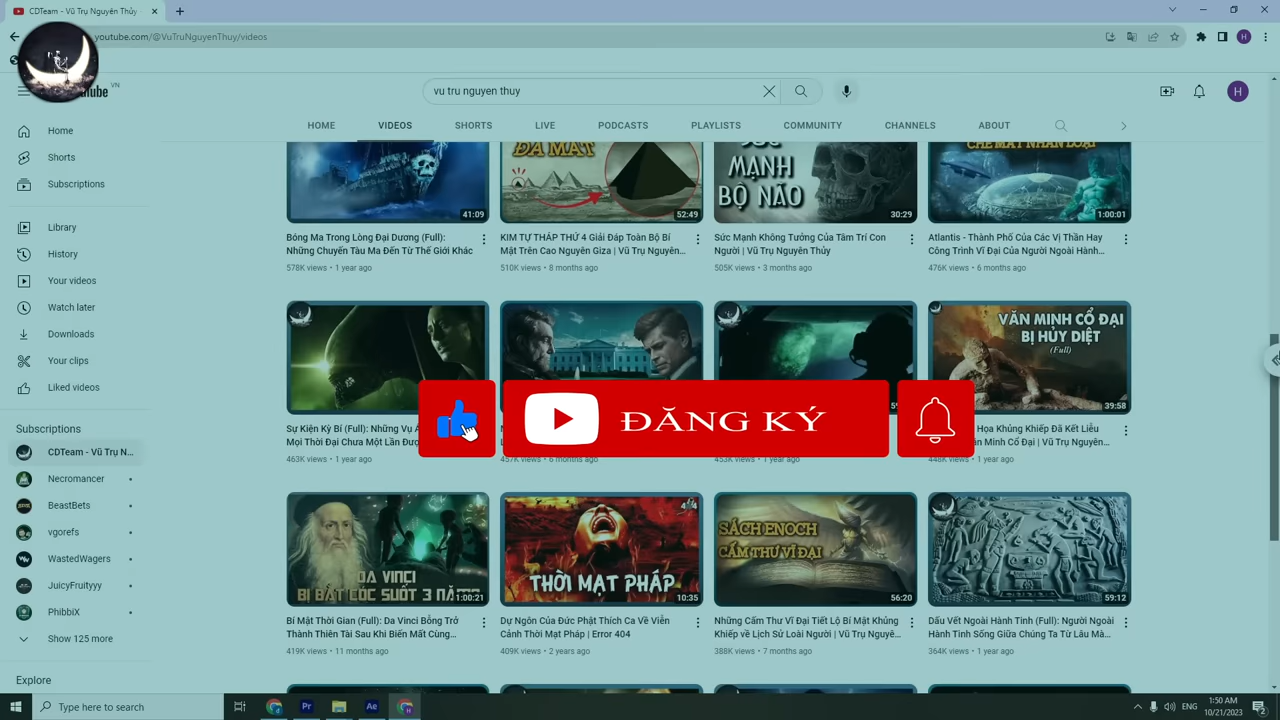 CDTeam - Vũ Trụ Nguyên Thủy
youtube.com/@VuTruNguyenThuy/videos
VN
vu tru nguyen thuy
H
HOME
VIDEOS
SHORTS
LIVE
PODCASTS
PLAYLISTS
COMMUNITY
CHANNELS
ABOUT
Home
Shorts
Subscriptions
Library
History
Your videos
Watch later
Downloads
Your clips
Liked videos
Subscriptions
CDTeam - Vũ Trụ N...
Necromancer
BeastBets
vgorefs
WastedWagers
JuicyFruityyy
PhibbiX
Show 125 more
Explore
41:09
Bóng Ma Trong Lòng Đại Dương (Full):
Những Chuyến Tàu Ma Đến Từ Thế Giới Khác
578K views • 1 year ago
52:49
KIM TỰ THÁP THỨ 4 Giải Đáp Toàn Bộ Bí
Mật Trên Cao Nguyên Giza | Vũ Trụ Nguyên...
510K views • 8 months ago
SỨC
MẠNH
BỘ NÃO
30:29
Sức Mạnh Không Tưởng Của Tâm Trí Con
Người | Vũ Trụ Nguyên Thủy
505K views • 3 months ago
1:00:01
Atlantis - Thành Phố Của Các Vị Thần Hay
Công Trình Vĩ Đại Của Người Ngoài Hành...
476K views • 6 months ago
Sự Kiện Kỳ Bí (Full): Những Vụ
Mọi Thời Đại Chưa Một Lần
463K views • 1 year ago
457K views • 6 months ago
453K views • 1 year ago
VĂN MINH CỔ ĐẠI
BỊ HỦY DIỆT
(Full)
39:58
Họa Khủng Khiếp Đã Kết Liễu
Minh Cổ Đại | Vũ Trụ Nguyên...
448K views • 1 year ago
ĐĂNG KÝ
DA VINCI
BỊ BẮT CÓC SUỐT 3 NĂM
1:00:21
Bí Mật Thời Gian (Full): Da Vinci Bỗng Trở
Thành Thiên Tài Sau Khi Biến Mất Cùng...
419K views • 11 months ago
THỜI MẠT PHÁP
10:35
Dự Ngôn Của Đức Phật Thích Ca Về Viễn
Cảnh Thời Mạt Pháp | Error 404
409K views • 2 years ago
SÁCH ENOCH
CẤM THƯ VĨ ĐẠI
56:20
Những Cấm Thư Vĩ Đại Tiết Lộ Bí Mật Khủng
Khiếp về Lịch Sử Loài Người | Vũ Trụ Nguyê...
388K views • 7 months ago
59:12
Dấu Vết Ngoài Hành Tinh (Full): Người Ngoài
Hành Tinh Sống Giữa Chúng Ta Từ Lâu Mà...
364K views • 1 year ago
Type here to search
Pr
Ae
ENG
1:50 AM
10/21/2023
2